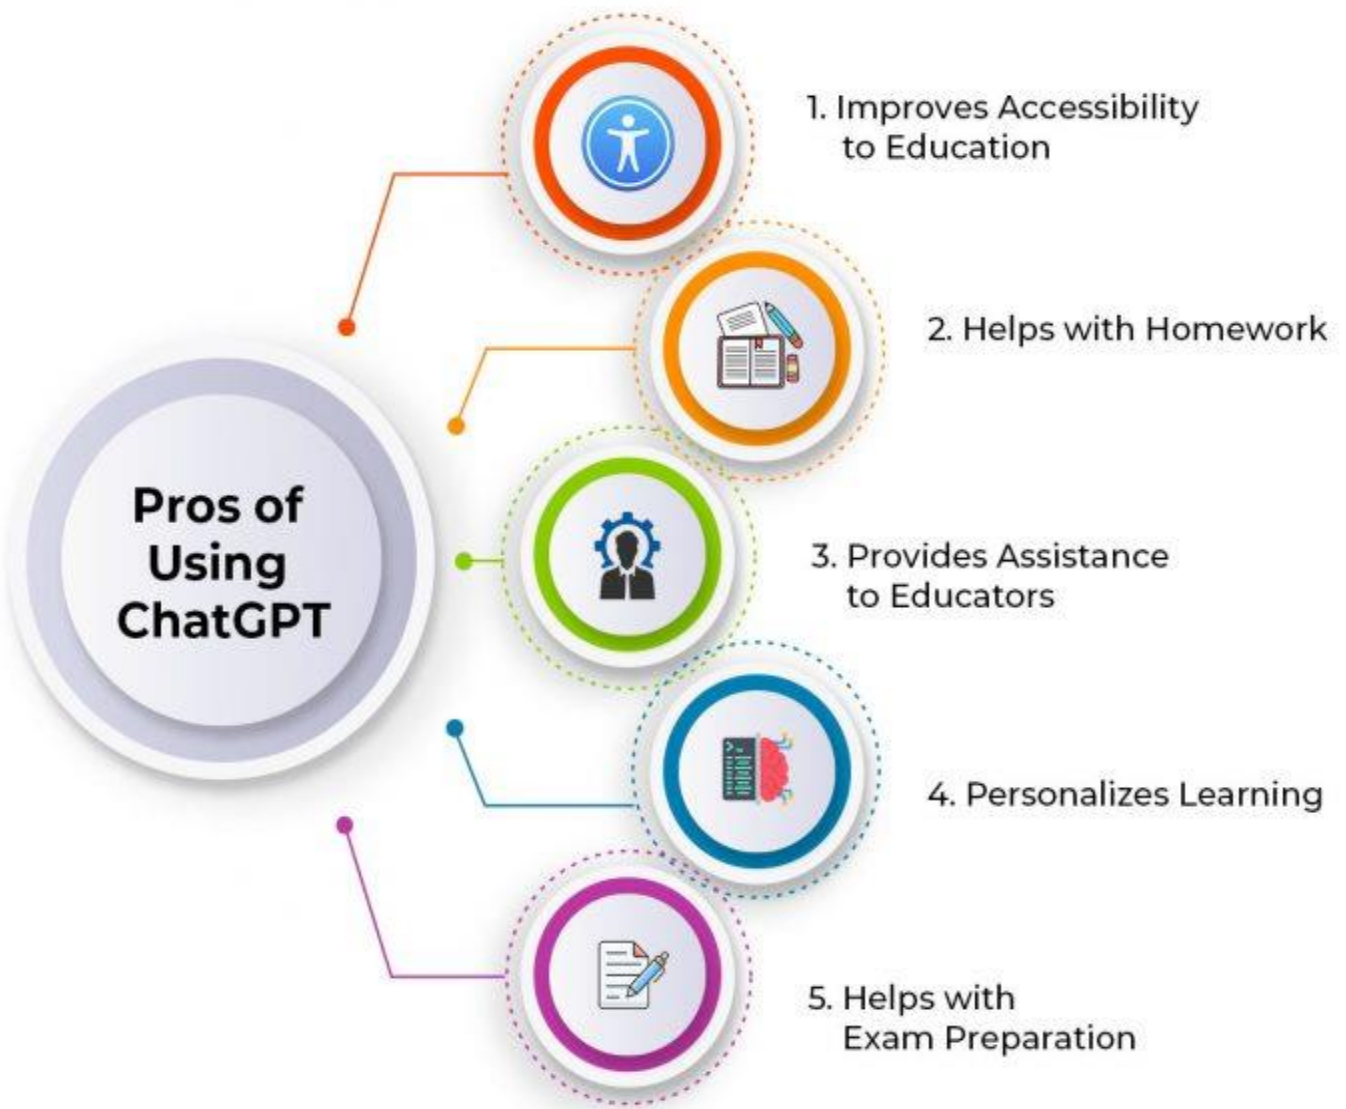 Pros of
Using
ChatGPT
1. Improves Accessibility
to Education
2. Helps with Homework
3. Provides Assistance
to Educators
4. Personalizes Learning
5. Helps with
Exam Preparation